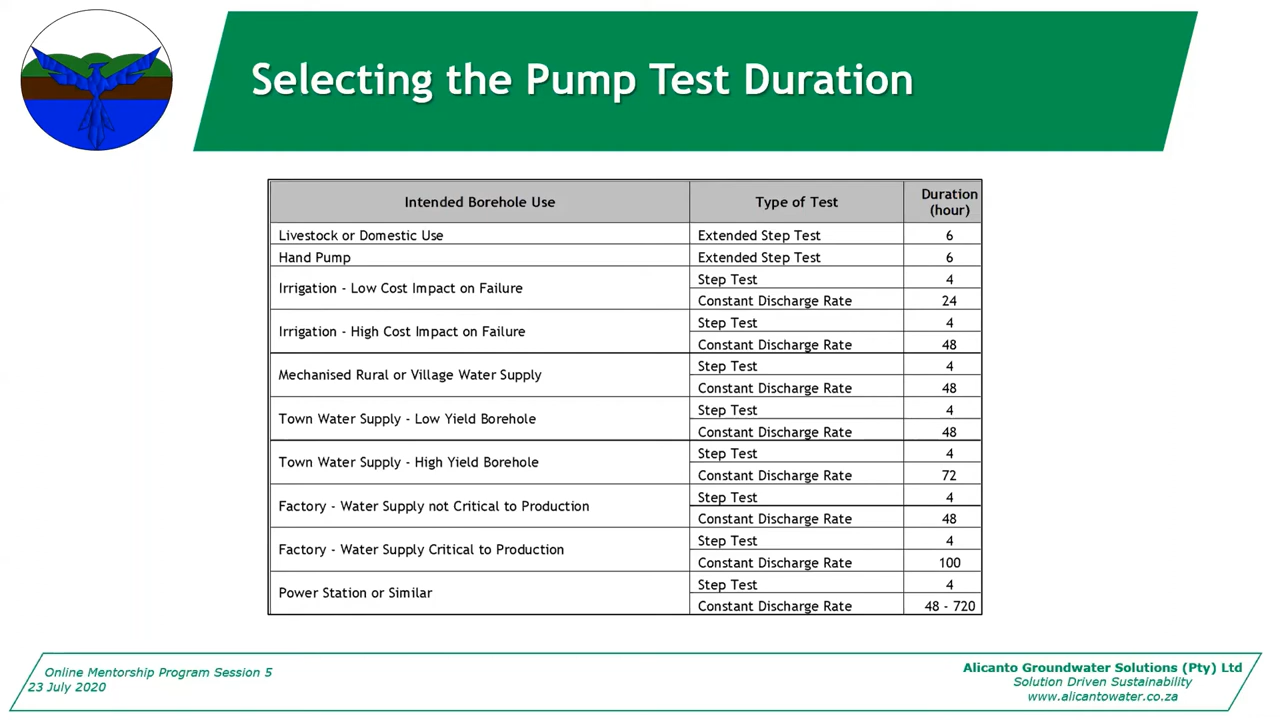 Selecting the Pump Test Duration
Intended Borehole Use Type of Test Duration (hour)
Livestock or Domestic Use Extended Step Test 6
Hand Pump Extended Step Test 6
Irrigation - Low Cost Impact on Failure Step Test 4
Constant Discharge Rate 24
Irrigation - High Cost Impact on Failure Step Test 4
Constant Discharge Rate 48
Mechanised Rural or Village Water Supply Step Test 4
Constant Discharge Rate 48
Town Water Supply - Low Yield Borehole Step Test 4
Constant Discharge Rate 48
Town Water Supply - High Yield Borehole Step Test 4
Constant Discharge Rate 72
Factory - Water Supply not Critical to Production Step Test 4
Constant Discharge Rate 48
Factory - Water Supply Critical to Production Step Test 4
Constant Discharge Rate 100
Power Station or Similar Step Test 4
Constant Discharge Rate 48 - 720
Online Mentorship Program Session 5
23 July 2020
Alicanto Groundwater Solutions (Pty) Ltd
Solution Driven Sustainability
www.alicantowater.co.za